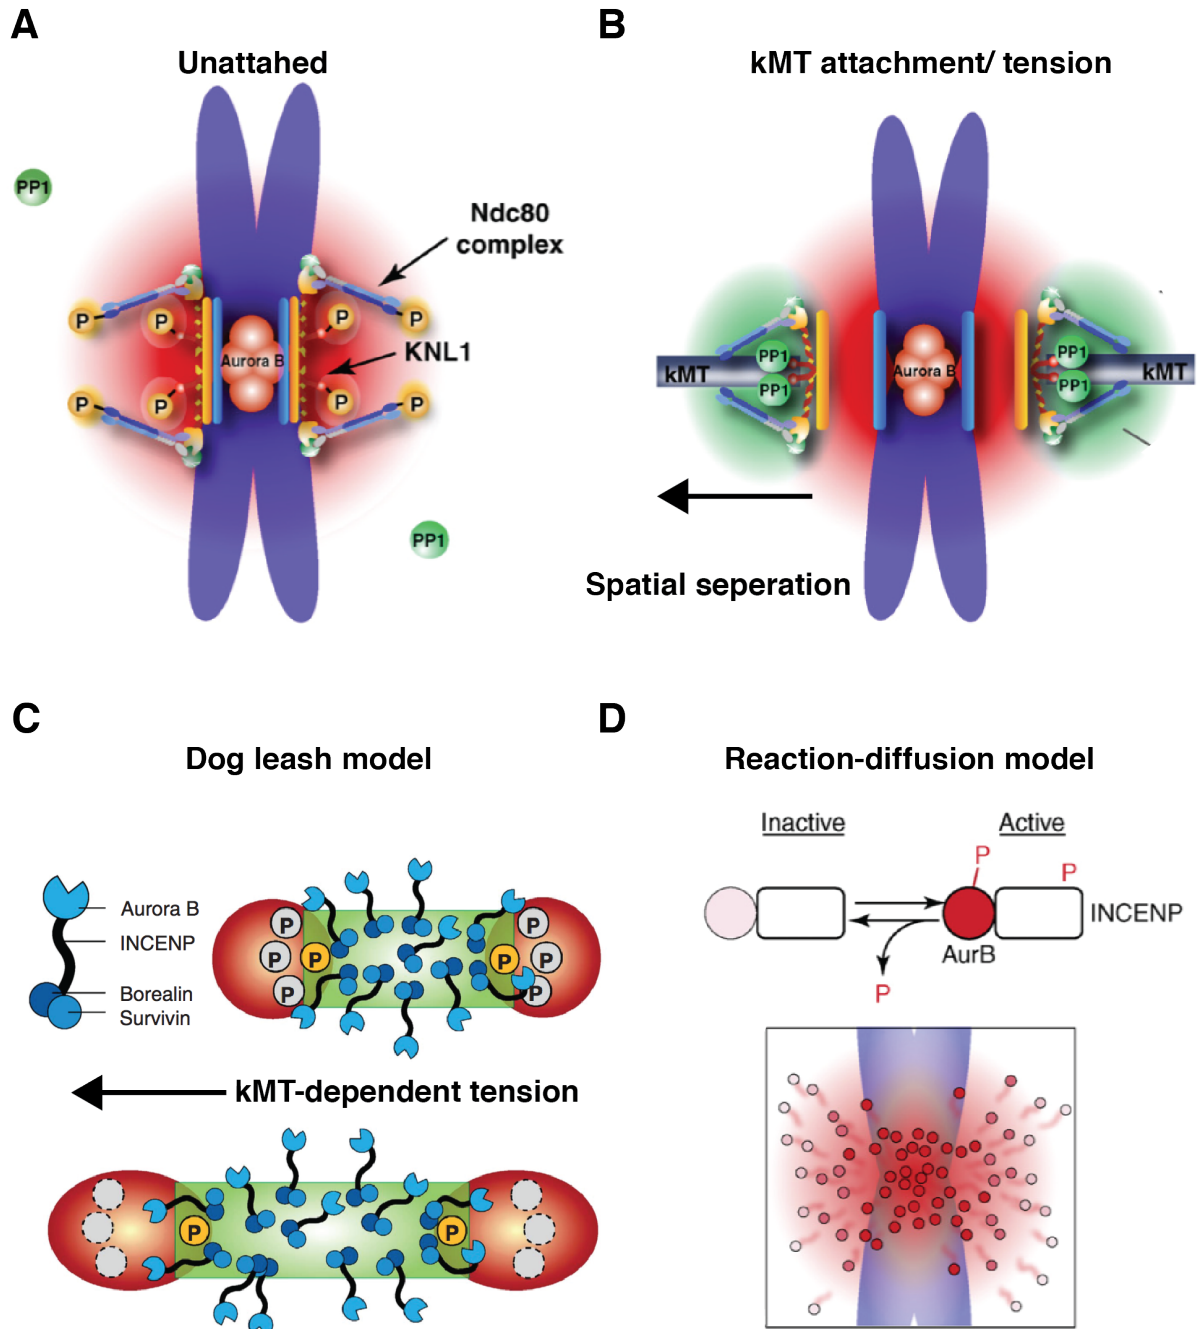 A
Unattahed
PP1
Ndc80
complex
P
P
P
P
KNL1
Aurora B
P
P
P
P
PP1
B
kMT attachment/ tension
PP1
PP1
kMT
Aurora B
PP1
PP1
kMT
Spatial seperation
C
Dog leash model
Aurora B
INCENP
Borealin
Survivin
P
P
P
P
P
P
P
P
kMT-dependent tension
P
P
D
Reaction-diffusion model
Inactive
Active
P
P
INCENP
AurB
P